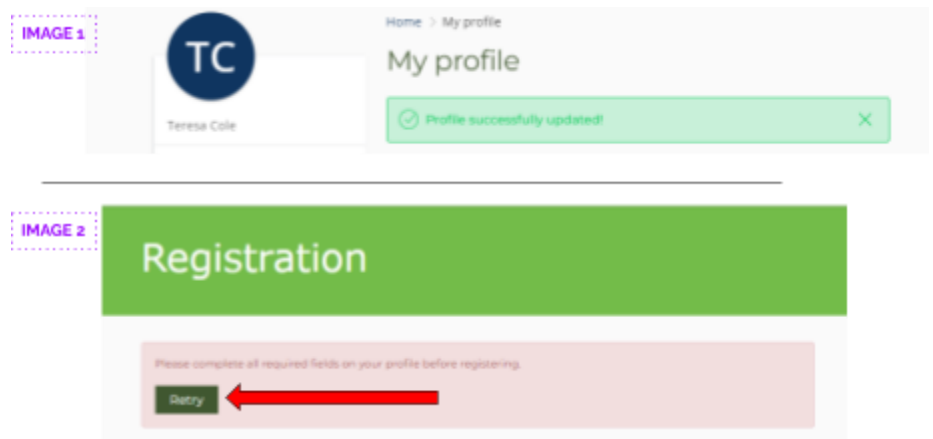 IMAGE 1
TC
Home > My profile
My profile
Teresa Cole
Profile successfully updated!
IMAGE 2
Registration
Please complete all required fields on your profile before registering.
Retry